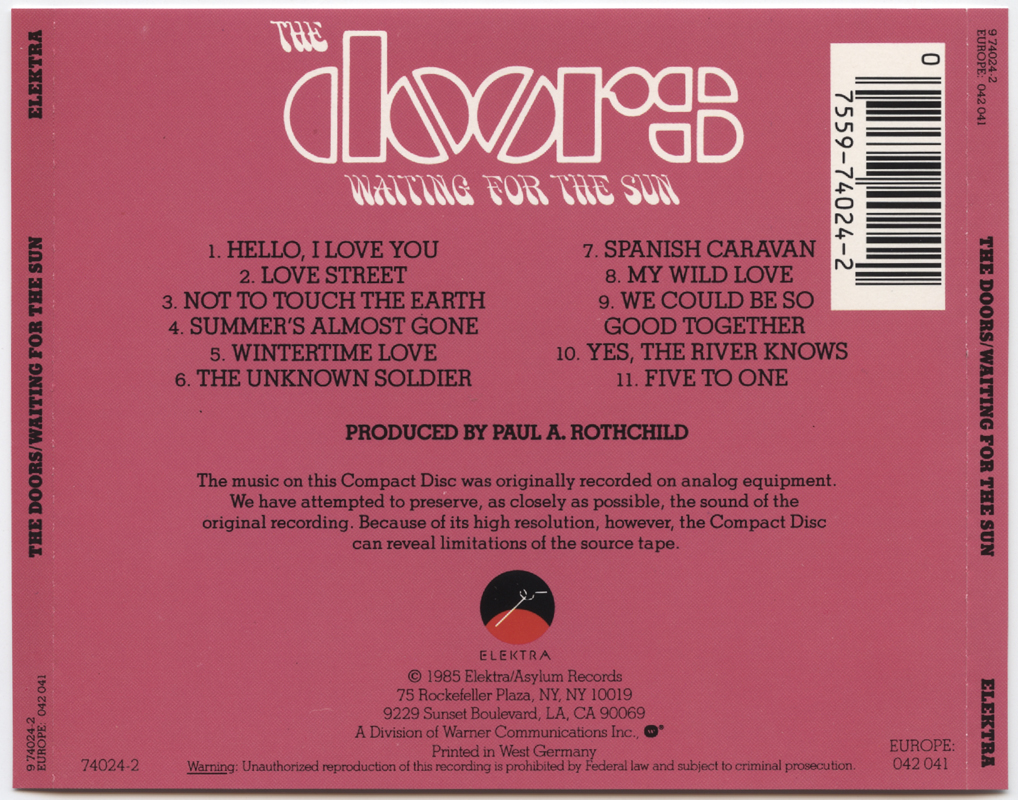 THE
doors
WAITING FOR THE SUN
1. HELLO, I LOVE YOU
2. LOVE STREET
3. NOT TO TOUCH THE EARTH
4. SUMMER'S ALMOST GONE
5. WINTERTIME LOVE
6. THE UNKNOWN SOLDIER
7. SPANISH CARAVAN
8. MY WILD LOVE
9. WE COULD BE SO
GOOD TOGETHER
10. YES, THE RIVER KNOWS
11. FIVE TO ONE
PRODUCED BY PAUL A. ROTHCHILD
The music on this Compact Disc was originally recorded on analog equipment.
We have attempted to preserve, as closely as possible, the sound of the
original recording. Because of its high resolution, however, the Compact Disc
can reveal limitations of the source tape.
ELEKTRA
© 1985 Elektra/Asylum Records
75 Rockefeller Plaza, NY, NY 10019
9229 Sunset Boulevard, LA, CA 90069
A Division of Warner Communications Inc., W®
Printed in West Germany
Warning: Unauthorized reproduction of this recording is prohibited by Federal law and subject to criminal prosecution.
74024-2
EUROPE:
042 041
0
7559-74024-2
ELEKTRA
THE DOORS/WAITING FOR THE SUN
9 74024-2
EUROPE: 042 041
9 74024-2
EUROPE: 042 041
THE DOORS/WAITING FOR THE SUN
ELEKTRA